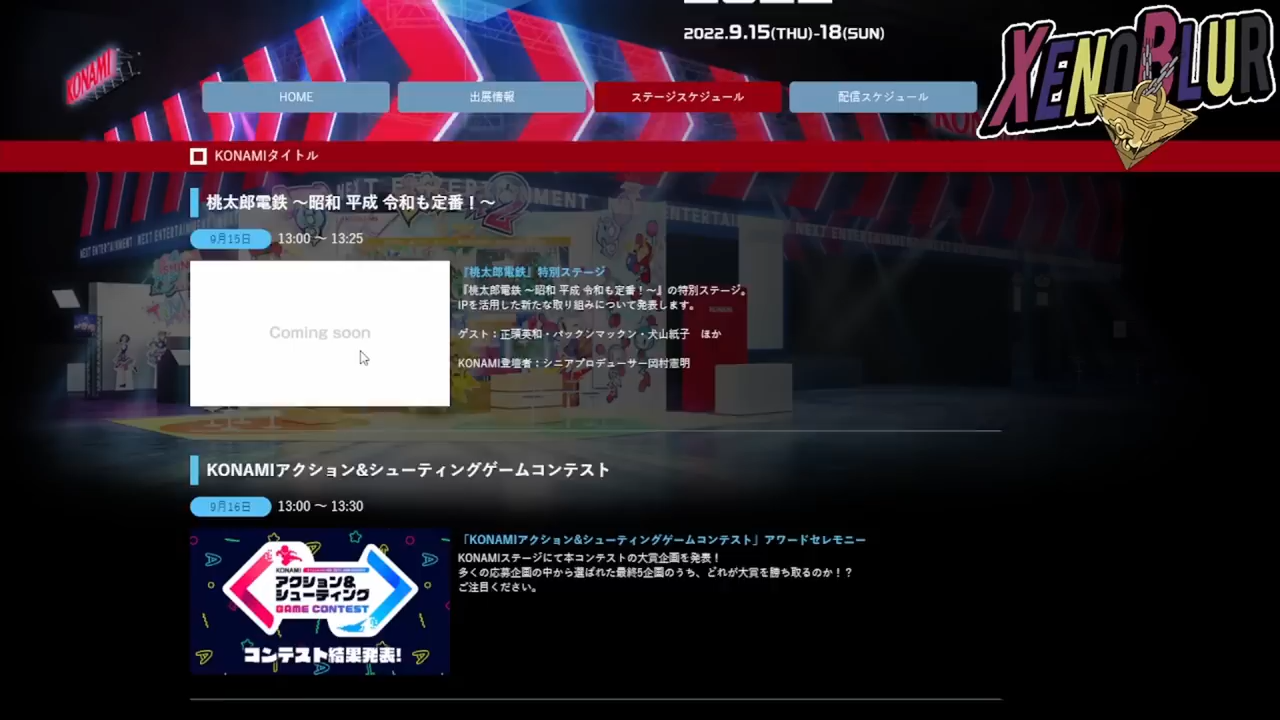 2022.9.15(THU)-18(SUN)
XENOBLUR
KONAMI
HOME
出展情報
ステージスケジュール
配信スケジュール
KONAMIタイトル
桃太郎電鉄 ～昭和 平成 令和も定番！～
9月15日
13:00 ～ 13:25
Coming soon
『桃太郎電鉄』特別ステージ
『桃太郎電鉄 ～昭和 平成 令和も定番！～』の特別ステージ。
IPを活用した新たな取り組みについて発表します。
ゲスト：正頭英和・パックンマックン・犬山紙子　ほか
KONAMI登壇者：シニアプロデューサー岡村憲明
KONAMIアクション&シューティングゲームコンテスト
9月16日
13:00 ～ 13:30
「KONAMIアクション&シューティングゲームコンテスト」アワードセレモニー
KONAMIステージにて本コンテストの大賞企画を発表！
多くの応募企画の中から選ばれた最終5企画のうち、どれが大賞を勝ち取るのか！？
ご注目ください。
KONAMI
アクション&
シューティング
GAME CONTEST
コンテスト結果発表!